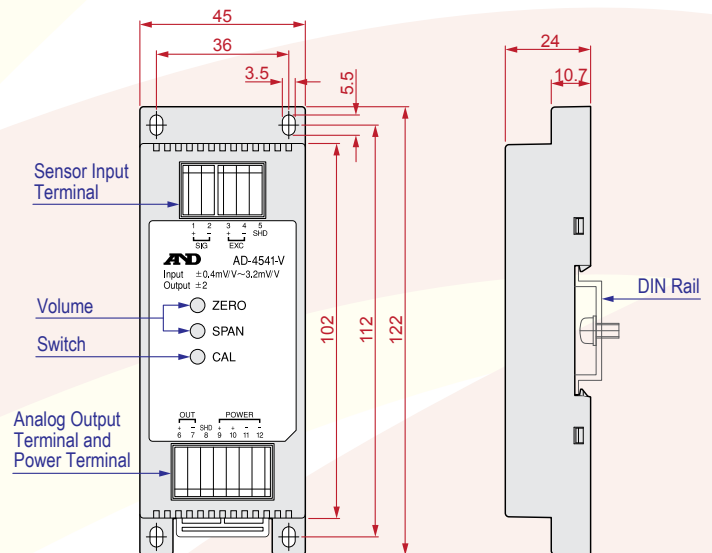 45
36
3.5
5.5
24
10.7
Sensor Input
Terminal
1 2 3 4 5
+ - + - SHD
SIG EXC
AND AD-4541-V
Input ±0.4mV/V~3.2mV/V
Output ±2
Volume
ZERO
SPAN
Switch
CAL
102
112
122
DIN Rail
Analog Output
Terminal and
Power Terminal
OUT POWER
+ - SHD + + - -
6 7 8 9 10 11 12